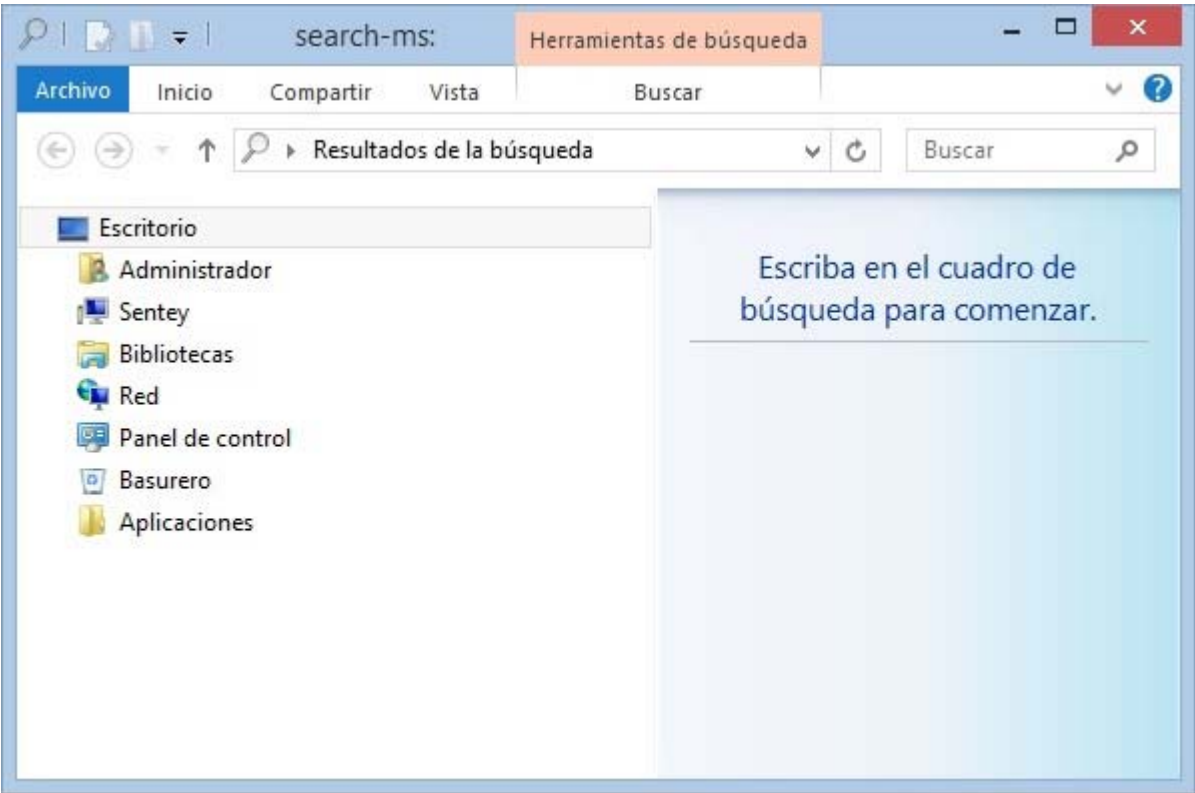 search-ms:
Herramientas de búsqueda
Archivo Inicio Compartir Vista Buscar
Resultados de la búsqueda Buscar
Escritorio
Administrador
Sentey
Bibliotecas
Red
Panel de control
Basurero
Aplicaciones
Escriba en el cuadro de
búsqueda para comenzar.